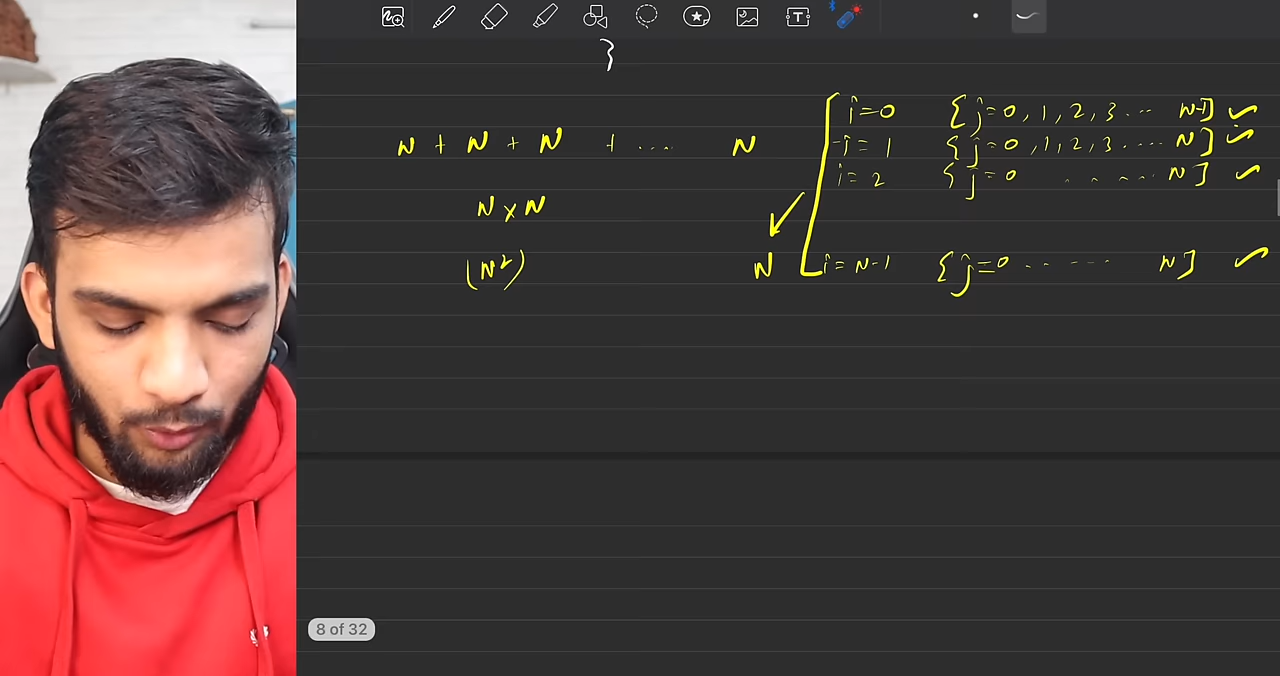 }
i=0 { j=0, 1, 2, 3 ... N-1 ]
N + N + N + .... N i=1 { j=0, 1, 2, 3 .... N ]
i=2 { j=0 ...... N ]
N x N
(N²) N i=N-1 { j=0 ...... N ]
8 of 32